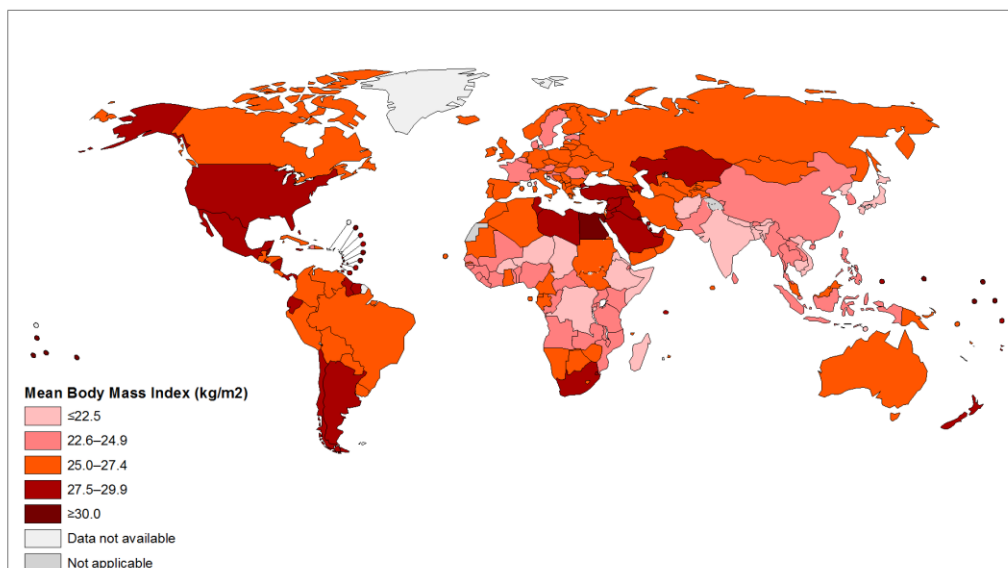 Mean Body Mass Index (kg/m2)
≤22.5
22.6–24.9
25.0–27.4
27.5–29.9
≥30.0
Data not available
Not applicable